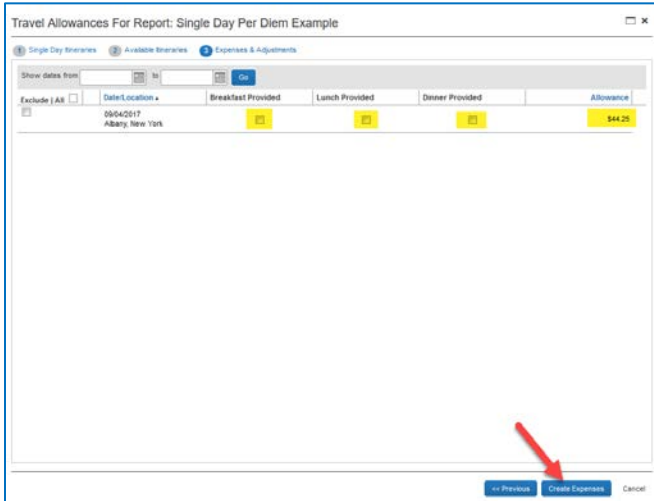 Travel Allowances For Report: Single Day Per Diem Example
1 Single Day Itineraries 2 Available Itineraries 3 Expenses & Adjustments
Show dates from to Go
Exclude | All Date/Location Breakfast Provided Lunch Provided Dinner Provided Allowance
09/04/2017
Albany, New York
$44.25
<< Previous Create Expenses Cancel